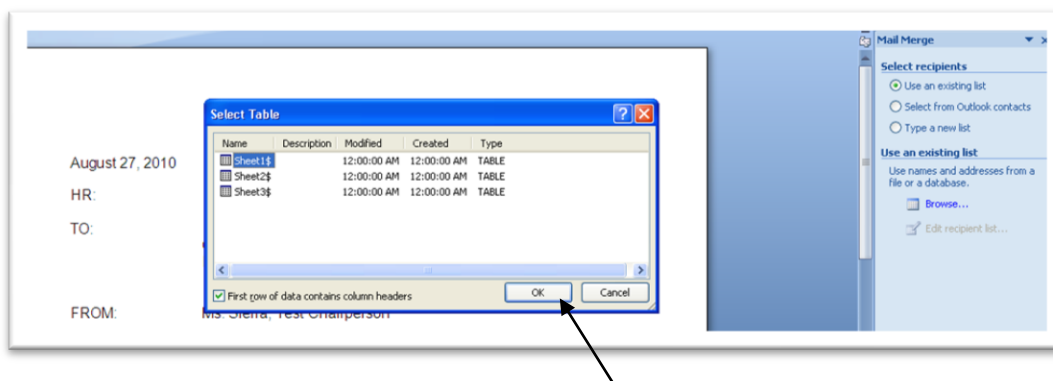 Mail Merge
Select recipients
Use an existing list
Select from Outlook contacts
Type a new list
Use an existing list
Use names and addresses from a
file or a database.
Browse...
Edit recipient list...
Select Table
Name Description Modified Created Type
Sheet1$ 12:00:00 AM 12:00:00 AM TABLE
Sheet2$ 12:00:00 AM 12:00:00 AM TABLE
Sheet3$ 12:00:00 AM 12:00:00 AM TABLE
First row of data contains column headers
OK Cancel
August 27, 2010
HR:
TO:
FROM: Ms. Sierra, Test Chairperson